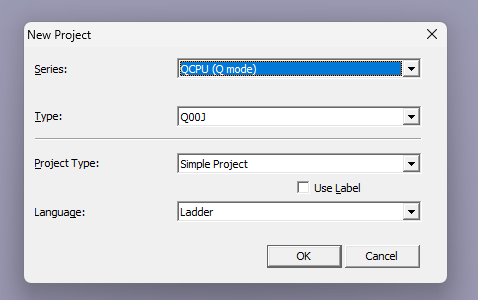 New Project
Series: QCPU (Q mode)
Type: Q00J
Project Type: Simple Project
Use Label
Language: Ladder
OK Cancel